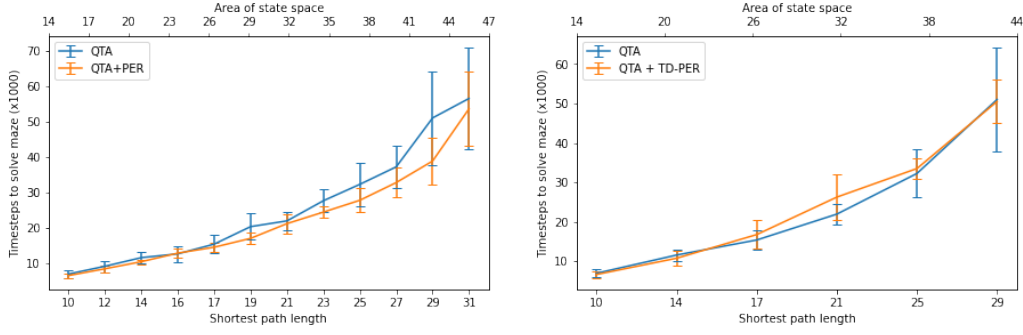 Area of state space
14 15 17 20 23 26 29 32 35 38 41 44 47
70
60
50
40
30
20
10
Timesteps to solve maze (x1000)
QTA
QTA+PER
10 12 14 16 17 19 21 23 25 27 29 31
Shortest path length
Area of state space
14 20 26 32 38 44
60
50
40
30
20
10
Timesteps to solve maze (x1000)
QTA
QTA + TD-PER
10 14 17 21 25 29
Shortest path length